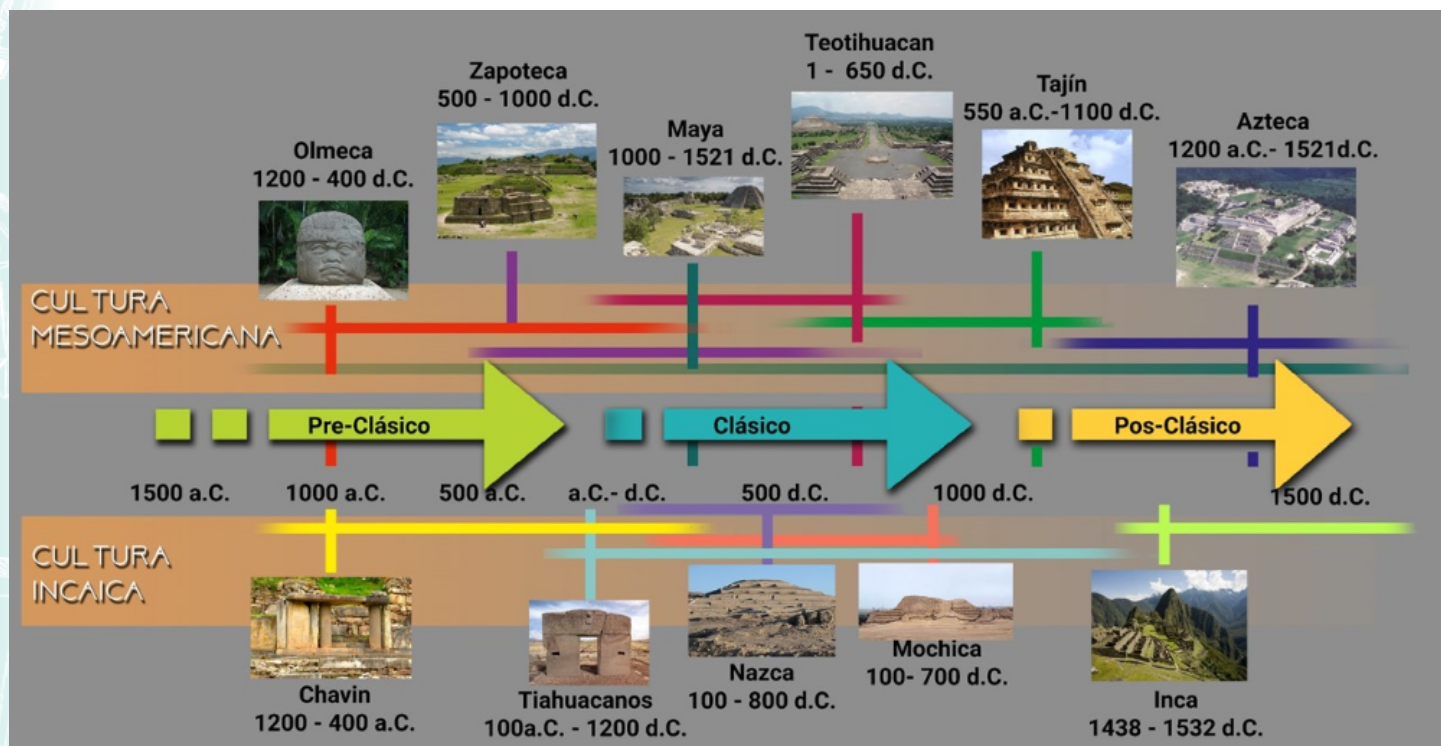 Teotihuacan
1 - 650 d.C.
Zapoteca
500 - 1000 d.C.
Tajín
550 a.C.-1100 d.C.
Maya
1000 - 1521 d.C.
Azteca
1200 a.C.- 1521d.C.
Olmeca
1200 - 400 d.C.
CULTURA
MESOAMERICANA
Pre-Clásico
Clásico
Pos-Clásico
1500 a.C.
1000 a.C.
500 a.C.
a.C.- d.C.
500 d.C.
1000 d.C.
1500 d.C.
CULTURA
INCAICA
Chavin
1200 - 400 a.C.
Tiahuacanos
100a.C. - 1200 d.C.
Nazca
100 - 800 d.C.
Mochica
100- 700 d.C.
Inca
1438 - 1532 d.C.